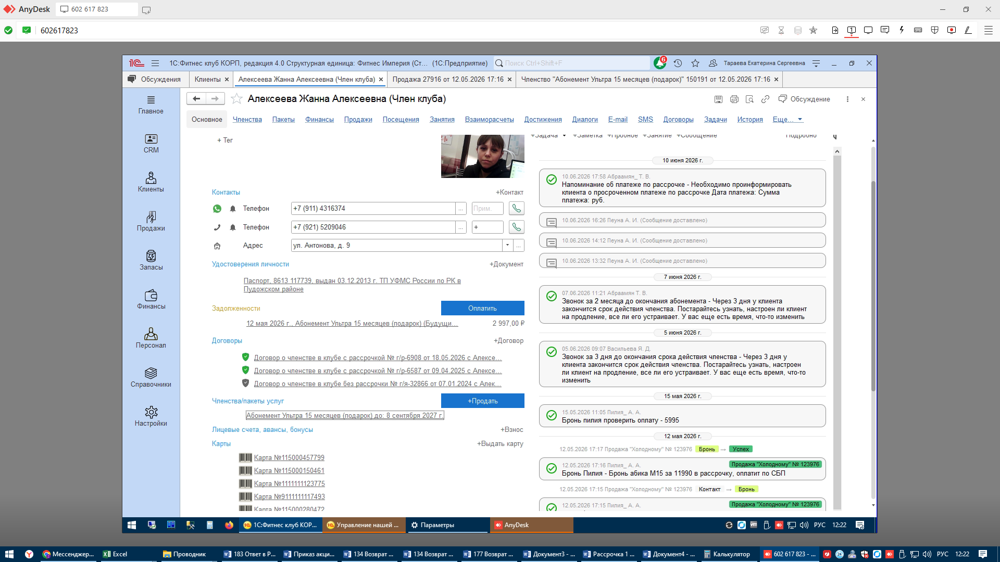 AnyDesk
602 617 823
602617823
1С:Фитнес клуб КОРП, редакция 4.0 Структурная единица: Фитнес Империя (Ст... (1С:Предприятие)
Поиск Ctrl+Shift+F
6
Тараева Екатерина Сергеевна
Обсуждения
Клиенты
Алексеева Жанна Алексеевна (Член клуба)
Продажа 27916 от 12.05.2026 17:16
Членство "Абонемент Ультра 15 месяцев (подарок)" 150191 от 12.05.2026 17:16
Главное
CRM
Клиенты
Продажи
Запасы
Финансы
Персонал
Справочники
Настройки
Алексеева Жанна Алексеевна (Член клуба)
Обсуждение
Основное Членства Пакеты Финансы Продажи Посещения Занятия Взаиморасчеты Достижения Диалоги E-mail SMS Договоры Задачи История Еще...
+ Тег
Контакты +Контакт
Телефон +7 (911) 4316374 ... Прим.
Телефон +7 (921) 5209046 ... +
Адрес ул. Антонова, д. 9 ...
Удостоверения личности +Документ
Паспорт, 8613 117739, выдан 03.12.2013 г. ТП УФМС России по РК в
Пудожском районе
Задолженности Оплатить
12 мая 2026 г., Абонемент Ультра 15 месяцев (подарок) (Будущи... 2 997,00 ₽
Договоры +Договор
Договор о членстве в клубе с рассрочкой № г/р-6908 от 18.05.2026 с Алексе...
Договор о членстве в клубе с рассрочкой № г/р-6587 от 09.04.2025 с Алексе...
Договор о членстве в клубе без рассрочки № г/я-32866 от 07.01.2024 с Алек...
Членства/пакеты услуг +Продать
Абонемент Ультра 15 месяцев (подарок) до: 8 сентября 2027 г.
Лицевые счета, авансы, бонусы +Взнос
Карты +Выдать карту
Карта №115000457799
Карта №115000150461
Карта №1111111123775
Карта №9111111117493
Карта №115000280472
+Задача +Заметка +Пробное +Занятие +Сообщение Подробно
10 июня 2026 г.
10.06.2026 17:58 Абраамян_ Т. В.
Напоминание об платеже по рассрочке - Необходимо проинформировать
клиента о просроченном платеже по рассрочке Дата платежа: Сумма
платежа: руб.
10.06.2026 16:26 Пеуна А. И. (Сообщение доставлено)
10.06.2026 14:12 Пеуна А. И. (Сообщение доставлено)
10.06.2026 13:32 Пеуна А. И. (Сообщение доставлено)
7 июня 2026 г.
07.06.2026 11:21 Абраамян Т. В.
Звонок за 2 месяца до окончания абонемента - Через 3 дня у клиента
закончится срок действия членства. Постарайтесь узнать, настроен ли клиент
на продление, все ли его устраивает. У вас еще есть время, что-то изменить
5 июня 2026 г.
05.06.2026 09:07 Васильева Я. Д.
Звонок за 3 дня до окончания срока действия членства - Через 3 дня у
клиента закончится срок действия членства. Постарайтесь узнать, настроен
ли клиент на продление, все ли его устраивает. У вас еще есть время, что-то
изменить
15 мая 2026 г.
15.05.2026 11:05 Пилия_ А. А.
Бронь пилия проверить оплату - 5995
12 мая 2026 г.
12.05.2026 17:17 Продажа "Холодному" № 123976 Бронь → Успех
12.05.2026 17:16 Пилия_ А. А. Продажа "Холодному" № 123976
Бронь Пилия - Бронь абика М15 за 11990 в рассрочку, оплатит по СБП
12.05.2026 17:15 Продажа "Холодному" № 123976 Контакт → Бронь
12.05.2026 17:15 Пилия_ А. А. Продажа "Холодному" № 123976
1С:Фитнес клуб КОР...
Управление нашей ...
Параметры
AnyDesk
РУС 12:22
Мессенджер...
Excel
Проводник
183 Ответ в Р...
Приказ акци...
134 Возврат ...
134 Возврат ...
177 Возврат ...
Документ3 - ...
Рассрочка 1 ...
Документ4 - ...
Калькулятор
602 617 823 - ...
РУС 12:22